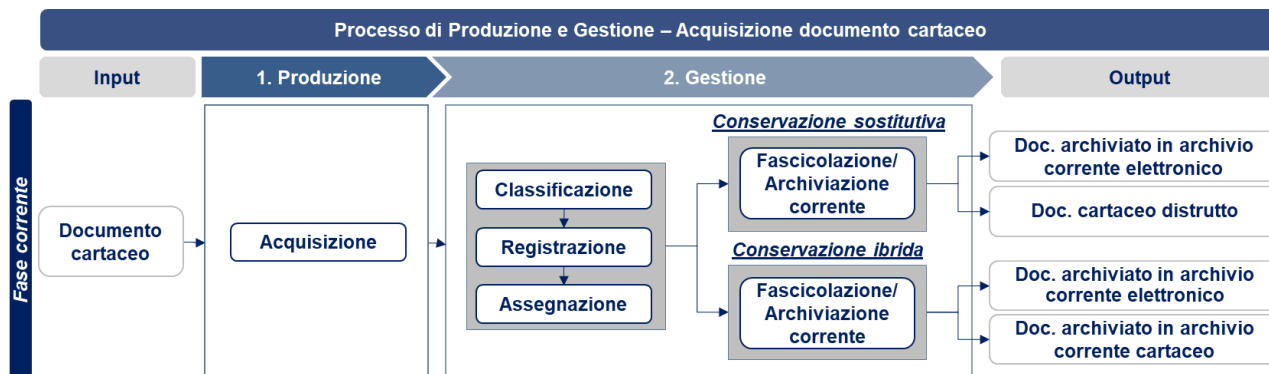 Processo di Produzione e Gestione – Acquisizione documento cartaceo
Input
1. Produzione
2. Gestione
Output
Fase corrente
Documento
cartaceo
Acquisizione
Classificazione
Registrazione
Assegnazione
Conservazione sostitutiva
Fascicolazione/
Archiviazione
corrente
Conservazione ibrida
Fascicolazione/
Archiviazione
corrente
Doc. archiviato in archivio
corrente elettronico
Doc. cartaceo distrutto
Doc. archiviato in archivio
corrente elettronico
Doc. archiviato in archivio
corrente cartaceo